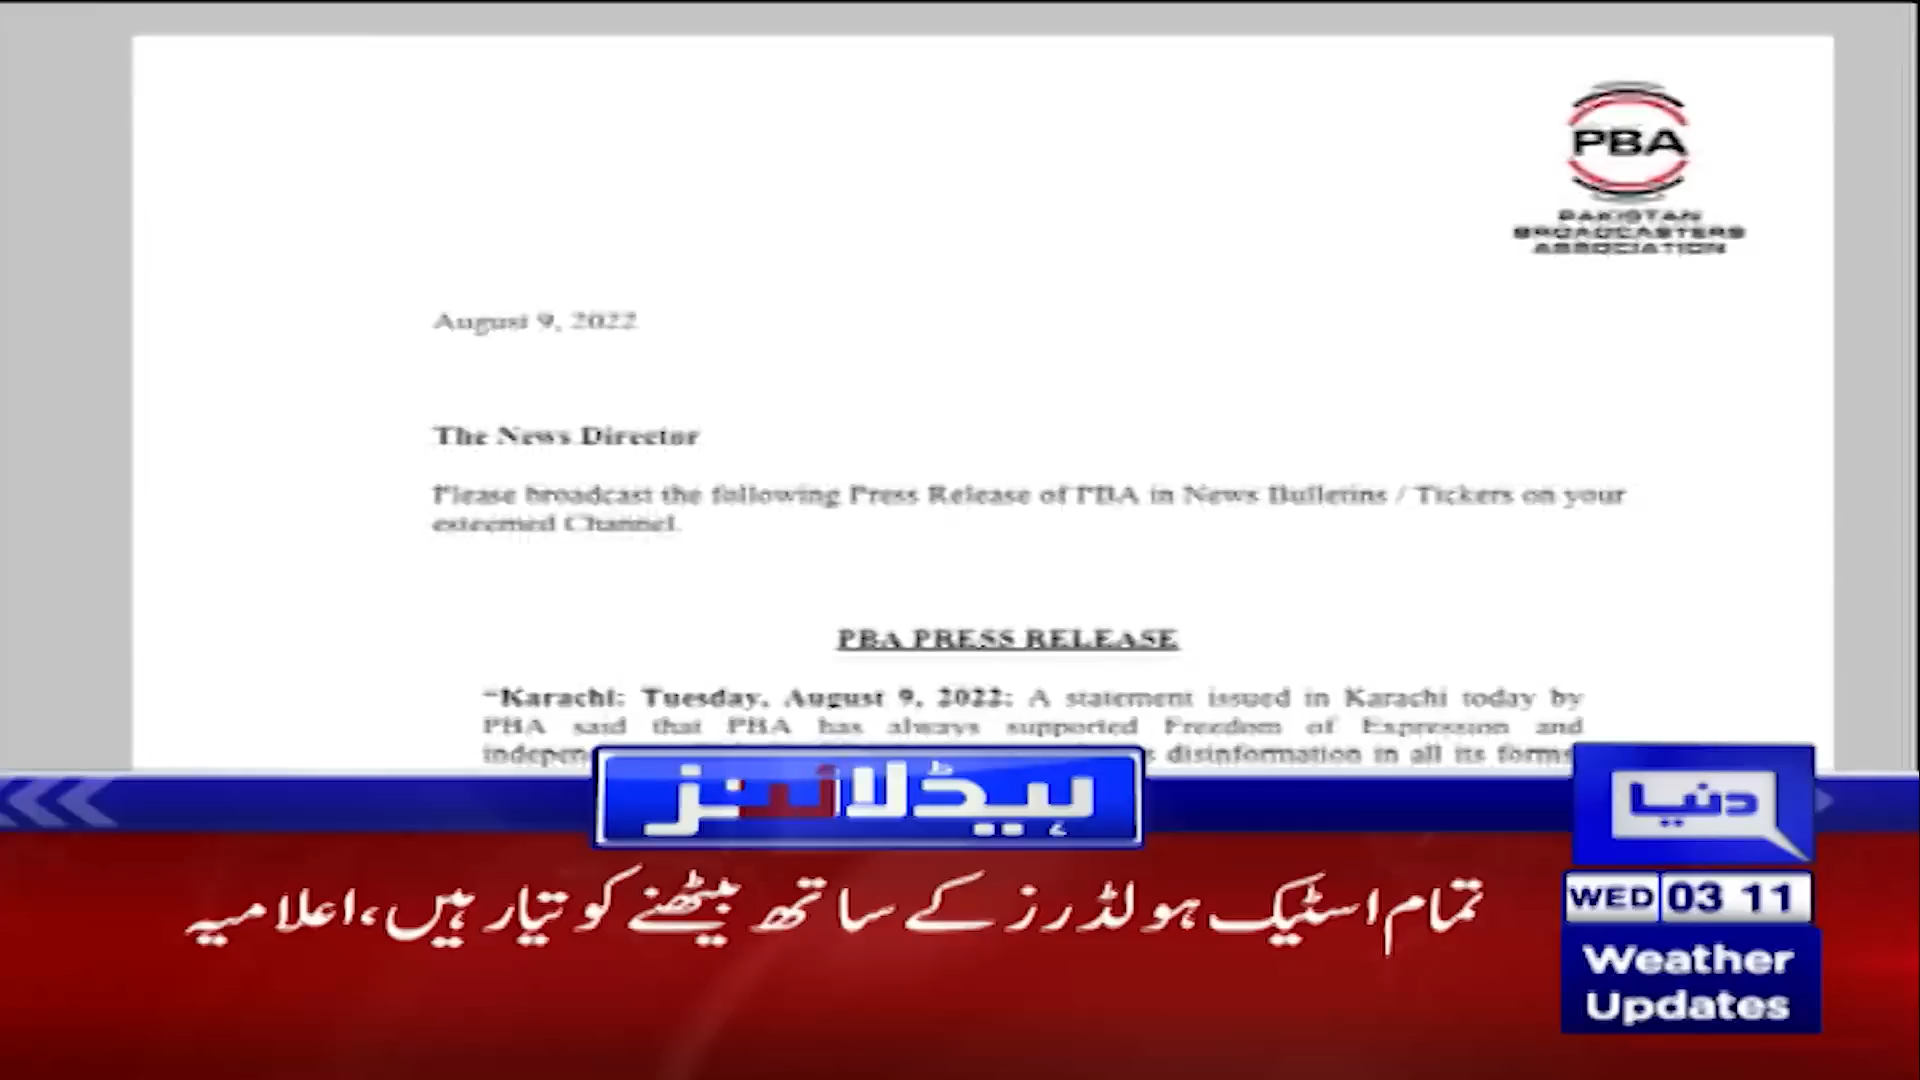 PBA
PAKISTAN
BROADCASTERS
ASSOCIATION
August 9, 2022
The News Director
Please broadcast the following Press Release of PBA in News Bulletins / Tickers on your
esteemed Channel.
PBA PRESS RELEASE
“Karachi: Tuesday, August 9, 2022: A statement issued in Karachi today by
PBA said that PBA has always supported Freedom of Expression and
disinformation in all its forms
ہیڈلائنز
دنیا
تمام اسٹیک ہولڈرز کے ساتھ بیٹھنے کو تیار ہیں، اعلامیہ
WED 03 11
Weather
Updates